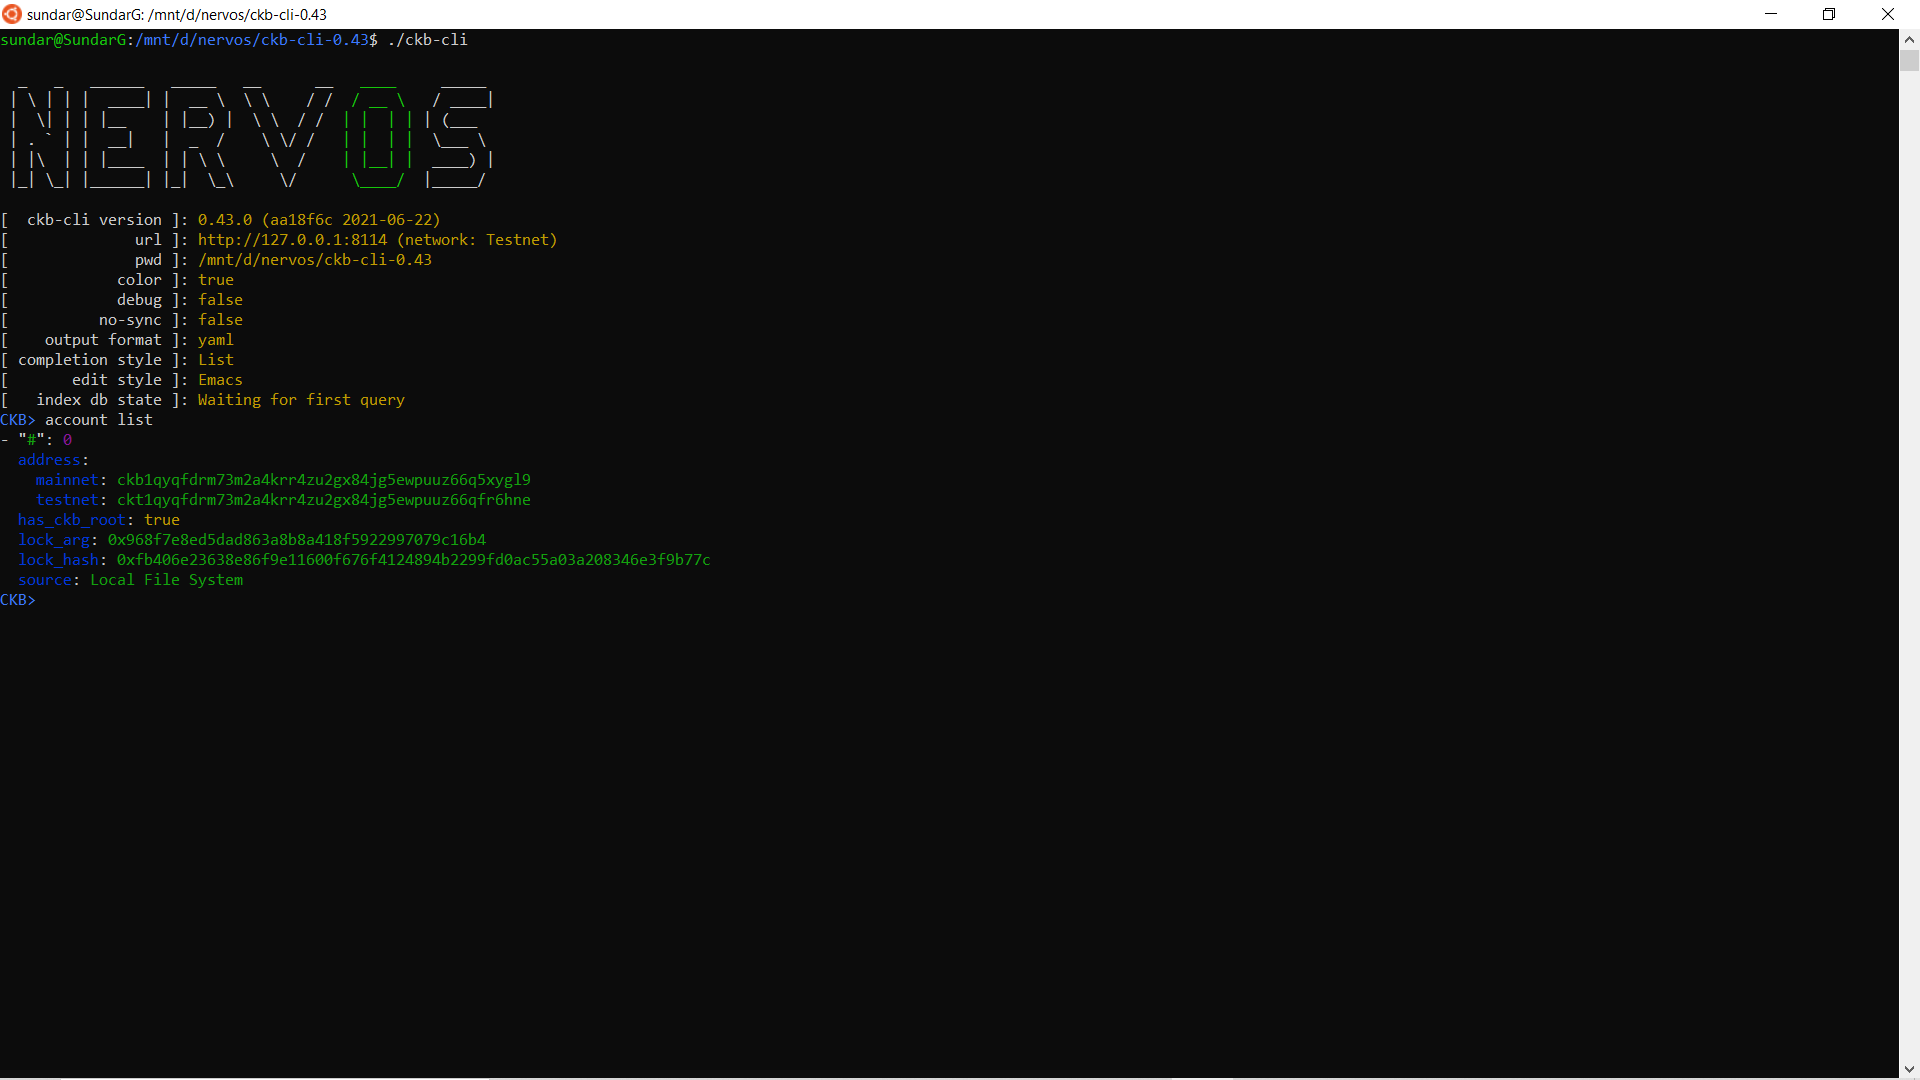 sundar@SundarG: /mnt/d/nervos/ckb-cli-0.43
sundar@SundarG:/mnt/d/nervos/ckb-cli-0.43$ ./ckb-cli
NERVOS
[  ckb-cli version ]: 0.43.0 (aa18f6c 2021-06-22)
[              url ]: http://127.0.0.1:8114 (network: Testnet)
[              pwd ]: /mnt/d/nervos/ckb-cli-0.43
[            color ]: true
[            debug ]: false
[          no-sync ]: false
[    output format ]: yaml
[ completion style ]: List
[       edit style ]: Emacs
[   index db state ]: Waiting for first query
CKB> account list
- "#": 0
  address:
    mainnet: ckb1qyqfdrm73m2a4krr4zu2gx84jg5ewpuuz66q5xygl9
    testnet: ckt1qyqfdrm73m2a4krr4zu2gx84jg5ewpuuz66qfr6hne
  has_ckb_root: true
  lock_arg: 0x968f7e8ed5dad863a8b8a418f5922997079c16b4
  lock_hash: 0xfb406e23638e86f9e11600f676f4124894b2299fd0ac55a03a208346e3f9b77c
  source: Local File System
CKB>